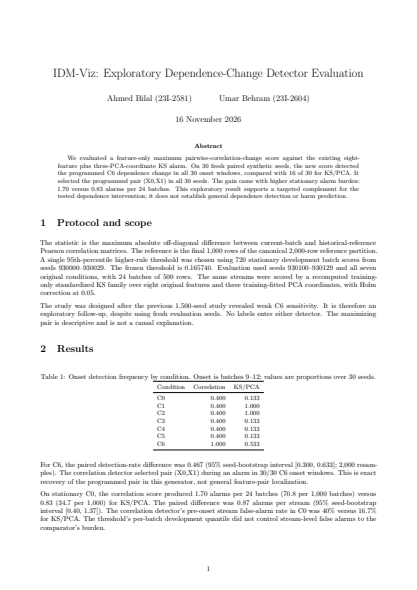 IDM-Viz: Exploratory Dependence-Change Detector Evaluation
Ahmed Bilal (23I-2581) Umar Behram (23I-2604)
16 November 2026
Abstract
We evaluated a feature-only maximum pairwise-correlation-change score against the existing eight-
feature plus three-PCA-coordinate KS alarm. On 30 fresh paired synthetic seeds, the new score detected
the programmed C6 dependence change in all 30 onset windows, compared with 16 of 30 for KS/PCA. It
selected the programmed pair (X0,X1) in all 30 seeds. The gain came with higher stationary alarm burden:
1.70 versus 0.83 alarms per 24 batches. This exploratory result supports a targeted complement for the
tested dependence intervention; it does not establish general dependence detection or harm prediction.
1 Protocol and scope
The statistic is the maximum absolute off-diagonal difference between current-batch and historical-reference
Pearson correlation matrices. The reference is the final 1,000 rows of the canonical 2,000-row reference partition.
A single 95th-percentile higher-rule threshold was chosen using 720 stationary development batch scores from
seeds 930000-930029. The frozen threshold is 0.165740. Evaluation used seeds 930100-930129 and all seven
original conditions, with 24 batches of 500 rows. The same streams were scored by a recomputed training-
only standardized KS family over eight original features and three training-fitted PCA coordinates, with Holm
correction at 0.05.
The study was designed after the previous 1,500-seed study revealed weak C6 sensitivity. It is therefore an
exploratory follow-up, despite using fresh evaluation seeds. No labels enter either detector. The maximizing
pair is descriptive and is not a causal explanation.
2 Results
Table 1: Onset detection frequency by condition. Onset is batches 9–12; values are proportions over 30 seeds.
Condition Correlation KS/PCA
C0 0.400 0.133
C1 0.400 1.000
C2 0.400 1.000
C3 0.400 0.133
C4 0.400 0.133
C5 0.400 0.133
C6 1.000 0.533
For C6, the paired detection-rate difference was 0.467 (95% seed-bootstrap interval [0.300, 0.633]; 2,000 resam-
ples). The correlation detector selected pair (X0,X1) during an alarm in 30/30 C6 onset windows. This is exact
recovery of the programmed pair in this generator, not general feature-pair localization.
On stationary C0, the correlation score produced 1.70 alarms per 24 batches (70.8 per 1,000 batches) versus
0.83 (34.7 per 1,000) for KS/PCA. The paired difference was 0.87 alarms per stream (95% seed-bootstrap
interval [0.40, 1.37]). The correlation detector's pre-onset stream false-alarm rate in C0 was 40% versus 16.7%
for KS/PCA. The threshold's per-batch development quantile did not control stream-level false alarms to the
comparator's burden.
1